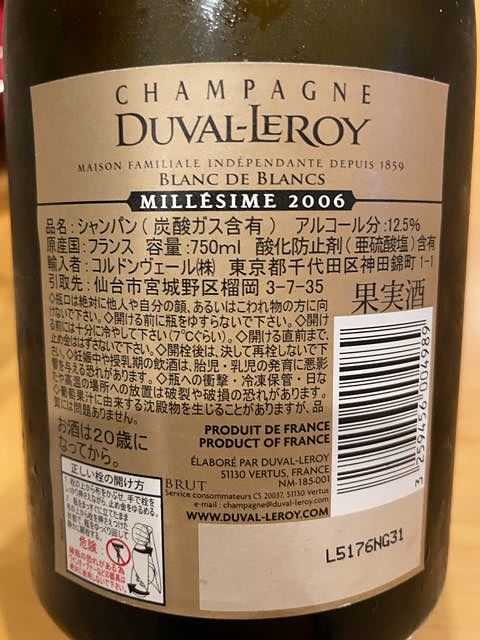 CHAMPAGNE
DUVAL-LEROY
MAISON FAMILIALE INDÉPENDANTE DEPUIS 1859
BLANC DE BLANCS
MILLÉSIME 2006
品名:シャンパン(炭酸ガス含有) アルコール分:12.5%
原産国:フランス 容量:750ml 酸化防止剤(亜硫酸塩)含有
輸入者:コルドンヴェール㈱ 東京都千代田区神田錦町1-1
引取先:仙台市宮城野区榴岡3-7-35
果実酒
◇瓶口は絶対に他人や自分の顔、あるいはこわれ物の方に向
けないで下さい。◇開ける前に瓶をゆすらないで下さい。◇開け
る前には十分に冷やして下さい(7℃ぐらい)。◇開ける直前まで、
止め金ははずさないで下さい。◇開栓後は、決して再栓しないで下
さい。◇妊娠中や授乳期の飲酒は、胎児・乳児の発育に悪影
響を与える恐れがあります。◇瓶への衝撃・冷凍保管・日な
たや高温の場所への放置は破裂や破損の恐れがあります。
◇葡萄果汁に由来する沈殿物を生じることがありますが、品
質には問題ありません。
お酒は20歳に
なってから。
PRODUIT DE FRANCE
PRODUCT OF FRANCE
ÉLABORÉ PAR DUVAL-LEROY
51130 VERTUS, FRANCE
NM-185-001
BRUT
Service consommateurs CS 20037, 51130 Vertus
e-mail : champagne@duval-leroy.com
WWW.DUVAL-LEROY.COM
3 259456 004989
正しい栓の開け方
危険
L5176NG31